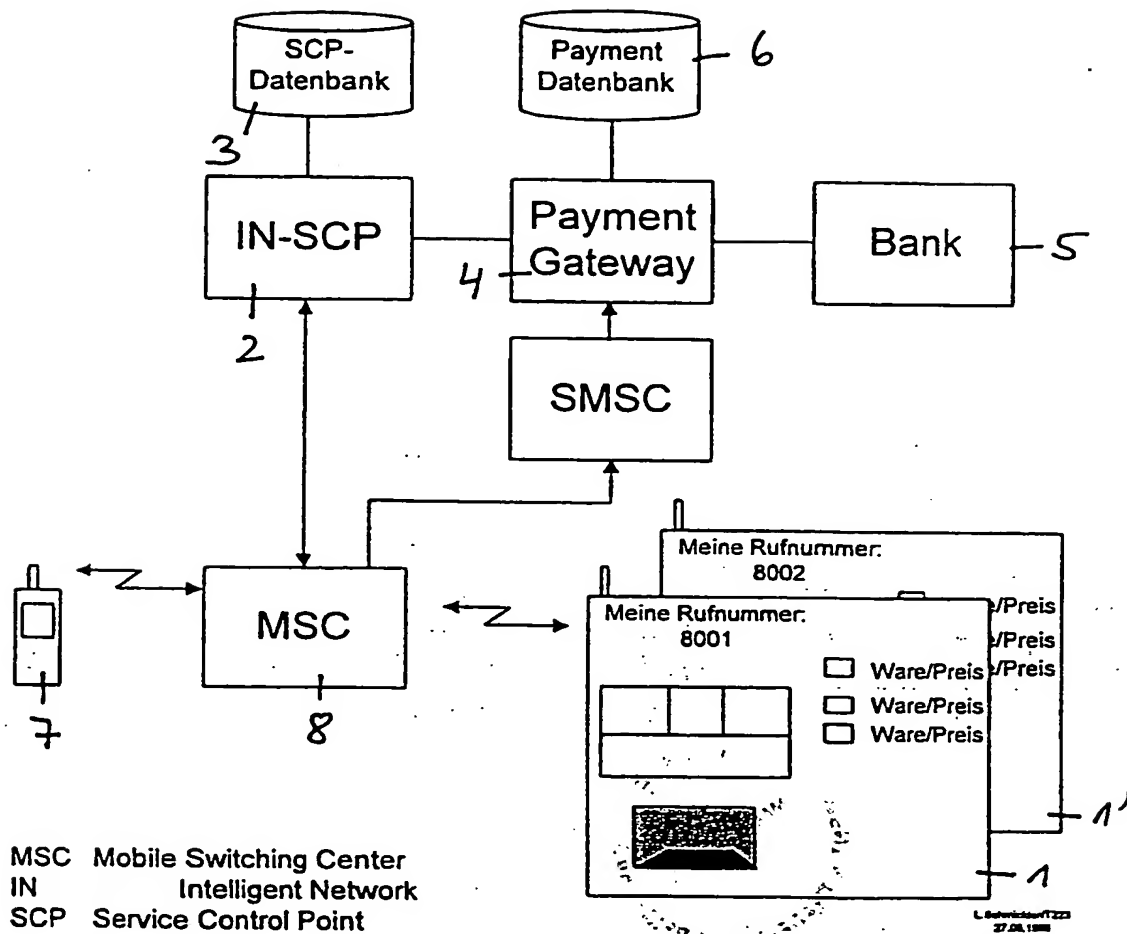 SCP-
Datenbank
3
Payment
Datenbank
6
IN-SCP
2
Payment
Gateway
4
Bank
5
SMSC
MSC
7
8
Meine Rufnummer:
8002
e/Preis
e/Preis
e/Preis
Meine Rufnummer:
8001
Ware/Preis
Ware/Preis
Ware/Preis
1'
1
MSC Mobile Switching Center
IN Intelligent Network
SCP Service Control Point